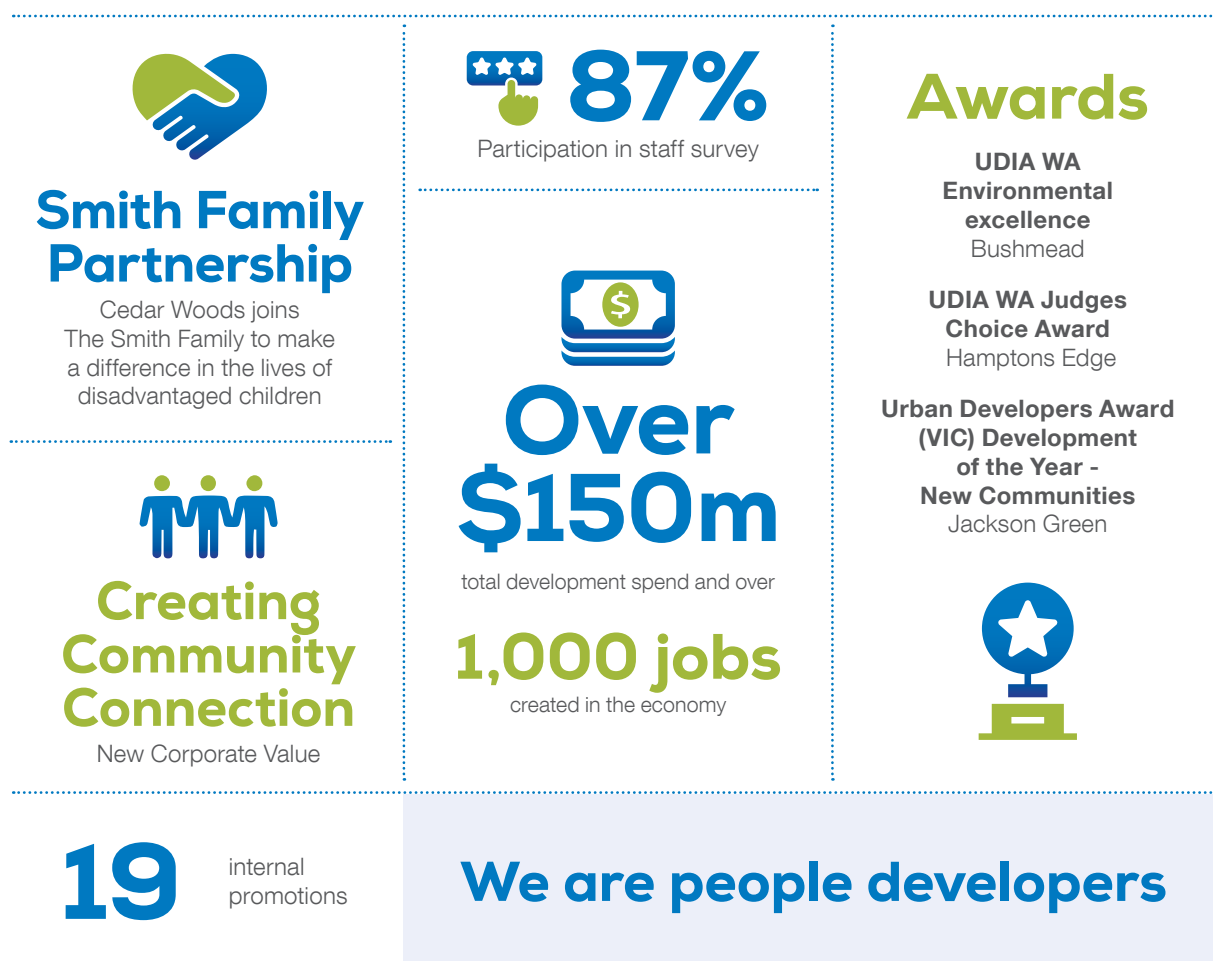 Smith Family
Partnership
Cedar Woods joins
The Smith Family to make
a difference in the lives of
disadvantaged children
Creating
Community
Connection
New Corporate Value
87%
Participation in staff survey
$
Over
$150m
total development spend and over
1,000 jobs
created in the economy
Awards
UDIA WA
Environmental
excellence
Bushmead
UDIA WA Judges
Choice Award
Hamptons Edge
Urban Developers Award
(VIC) Development
of the Year -
New Communities
Jackson Green
19
internal
promotions
We are people developers